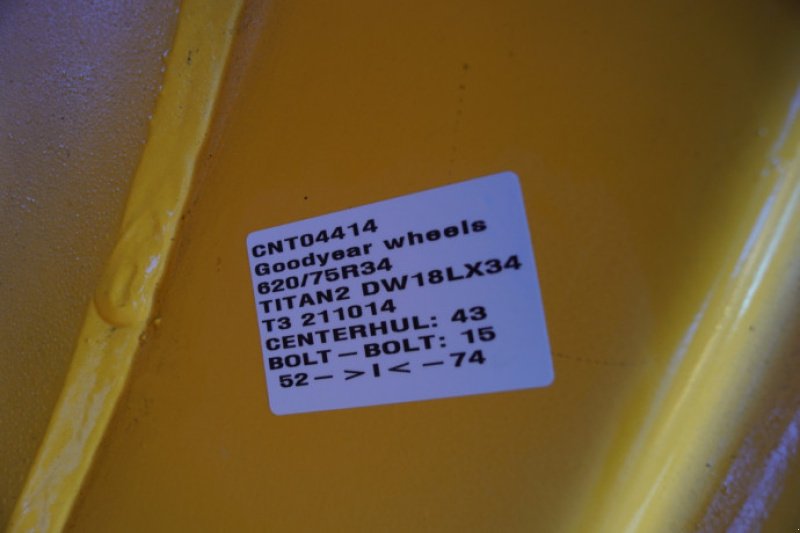 CNT04414
Goodyear wheels
620/75R34
TITAN2 DW18LX34
T3 211014
CENTERHUL: 43
BOLT-BOLT: 15
52->I<-74